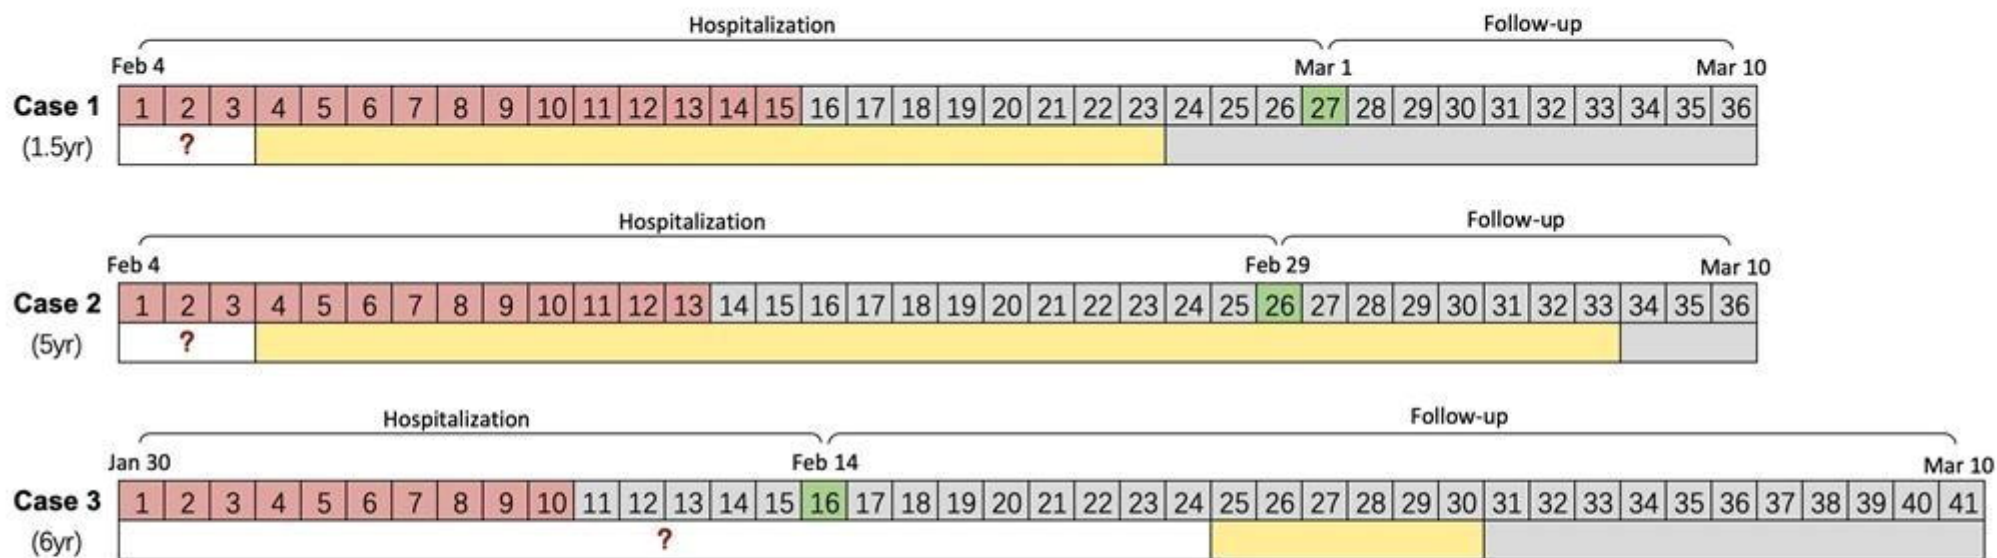 Hospitalization Follow-up
Feb 4 Mar 1 Mar 10
Case 1 1 2 3 4 5 6 7 8 9 10 11 12 13 14 15 16 17 18 19 20 21 22 23 24 25 26 27 28 29 30 31 32 33 34 35 36
(1.5yr) ?
Hospitalization Follow-up
Feb 4 Feb 29 Mar 10
Case 2 1 2 3 4 5 6 7 8 9 10 11 12 13 14 15 16 17 18 19 20 21 22 23 24 25 26 27 28 29 30 31 32 33 34 35 36
(5yr) ?
Hospitalization Follow-up
Jan 30 Feb 14 Mar 10
Case 3 1 2 3 4 5 6 7 8 9 10 11 12 13 14 15 16 17 18 19 20 21 22 23 24 25 26 27 28 29 30 31 32 33 34 35 36 37 38 39 40 41
(6yr) ?